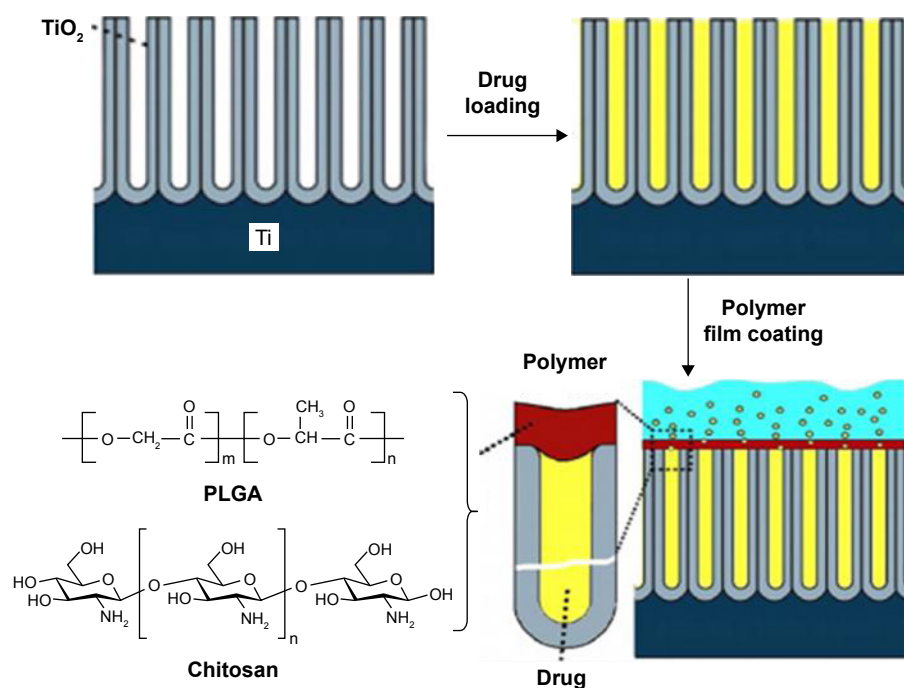 TiO2
Drug
loading
Ti
Polymer
film coating
Polymer
CH3
O
O
O
CH2
O
CH
m
n
PLGA
OH
OH
OH
O
O
O
HO
O
O
OH
HO
HO
HO
NH2
NH2
NH2
n
Chitosan
Drug